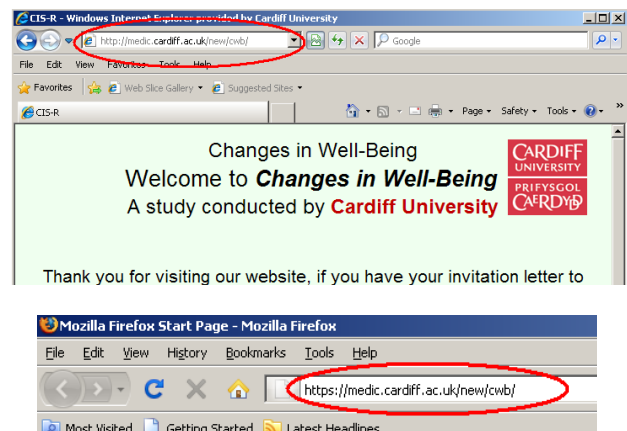 CIS-R - Windows Internet Explorer provided by Cardiff University
http://medic.cardiff.ac.uk/new/cwb/
Google
File Edit View Favorites Tools Help
Favorites Web Slice Gallery Suggested Sites
CIS-R Page Safety Tools
Changes in Well-Being
Welcome to Changes in Well-Being
A study conducted by Cardiff University
CARDIFF
UNIVERSITY
PRIFYSGOL
CAERDYDD
Thank you for visiting our website, if you have your invitation letter to
Mozilla Firefox Start Page - Mozilla Firefox
File Edit View History Bookmarks Tools Help
https://medic.cardiff.ac.uk/new/cwb/
Most Visited Getting Started Latest Headlines